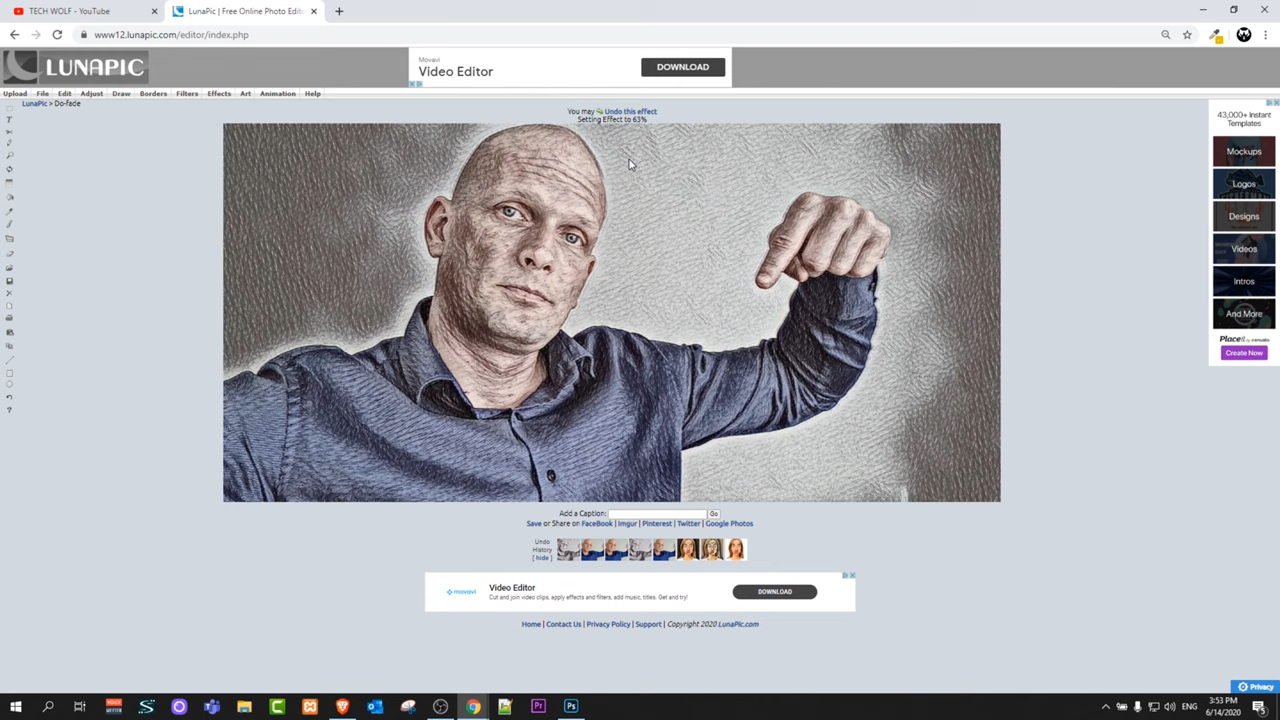 TECH WOLF - YouTube
LunaPic | Free Online Photo Edito
www12.lunapic.com/editor/index.php
LUNAPIC
Movavi
Video Editor
DOWNLOAD
Upload File Edit Adjust Draw Borders Filters Effects Art Animation Help
LunaPic > Do-fade
You may Undo this effect
Setting Effect to 63%
43,000+ Instant
Templates
Mockups
Logos
Designs
Videos
Intros
And More
Placeit by envato
Create Now
Add a Caption: Go
Save or Share on FaceBook | Imgur | Pinterest | Twitter | Google Photos
Undo
History
[ hide ]
movavi
Video Editor
Cut and join video clips, apply effects and filters, add music, titles. Get and try!
DOWNLOAD
Home | Contact Us | Privacy Policy | Support | Copyright 2020 LunaPic.com
Privacy
Ps
Pr
ENG
3:53 PM
6/14/2020